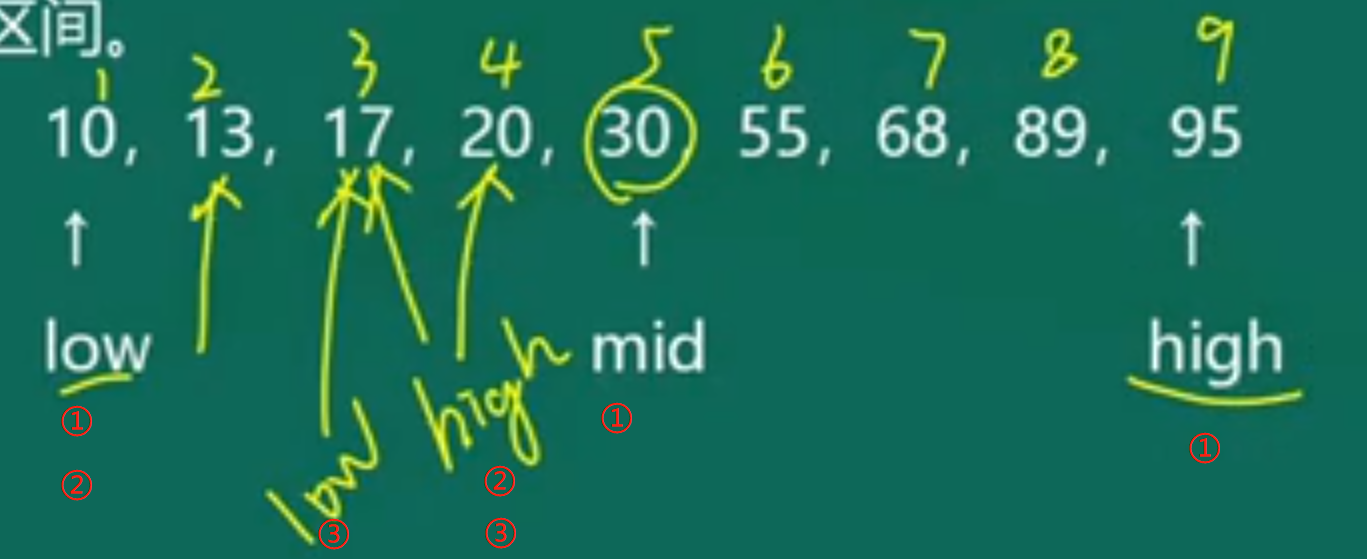 区间。
1 2 3 4 5 6 7 8 9
10, 13, 17, 20, 30 55, 68, 89, 95
low high mid high
① ① ①
② low ②
③ ③